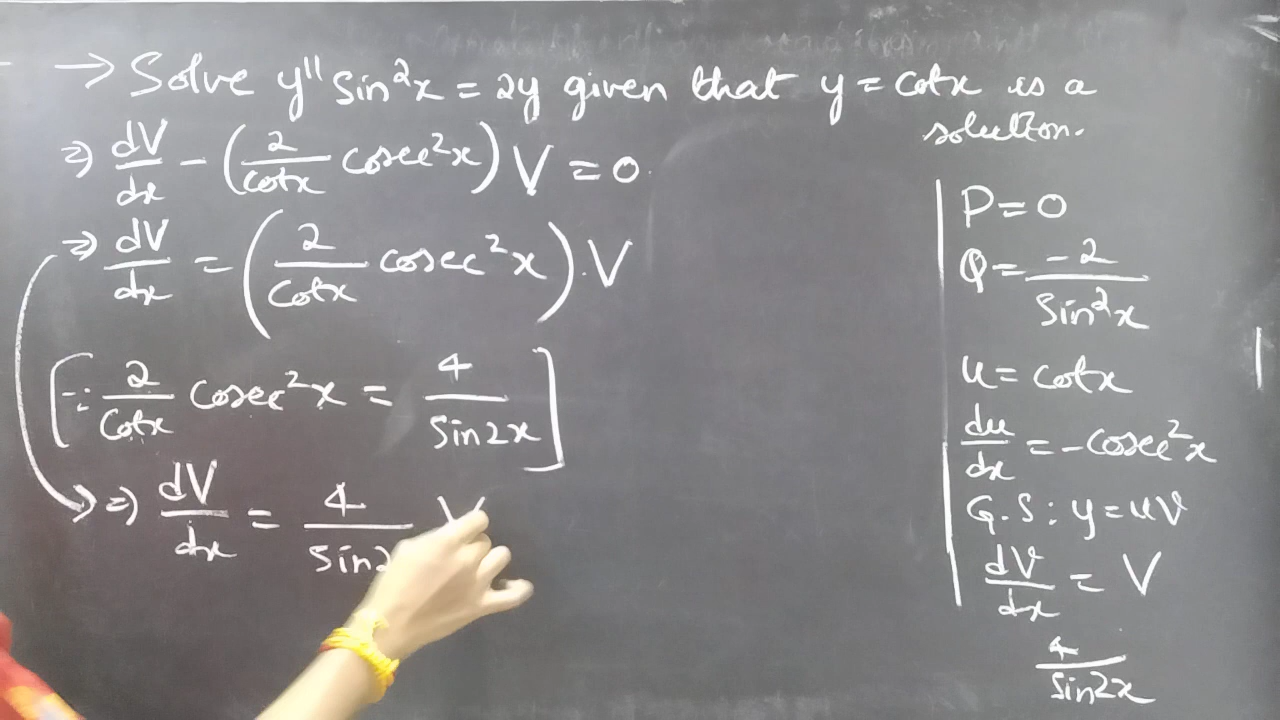 → Solve y'' sin²x = 2y given that y = cotx is a
solution.
⇒ dV/dx - (2/cotx cosec²x) V = 0.
⇒ dV/dx = (2/cotx cosec²x).V
[∵ 2/cotx cosec²x = 4/sin2x]
⇒ dV/dx = 4/sin2
P = 0
Q = -2/sin²x
u = cotx
du/dx = -cosec²x
G.S : y = uV
dV/dx = V
4/sin2x